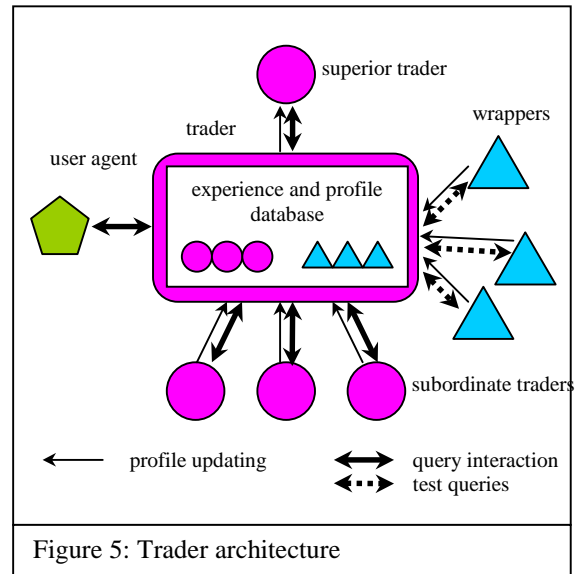 superior trader
trader
wrappers
user agent
experience and profile
database
subordinate traders
profile updating
query interaction
test queries
Figure 5: Trader architecture